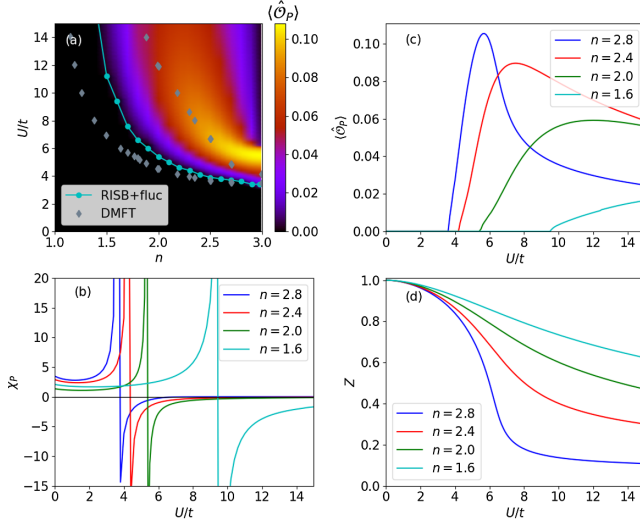 ⟨Ô_P⟩
(a)
14
12
10
8
6
4
2
0
U/t
1.0 1.5 2.0 2.5 3.0
n
RISB+fluc
DMFT
0.10
0.08
0.06
0.04
0.02
0.00
(c)
n = 2.8
n = 2.4
n = 2.0
n = 1.6
0.10
0.08
0.06
0.04
0.02
0.00
⟨Ô_P⟩
0 2 4 6 8 10 12 14
U/t
(b)
n = 2.8
n = 2.4
n = 2.0
n = 1.6
20
15
10
5
0
−5
−10
−15
χ_P
0 2 4 6 8 10 12 14
U/t
(d)
n = 2.8
n = 2.4
n = 2.0
n = 1.6
1.0
0.8
0.6
0.4
0.2
0.0
Z
0 2 4 6 8 10 12 14
U/t